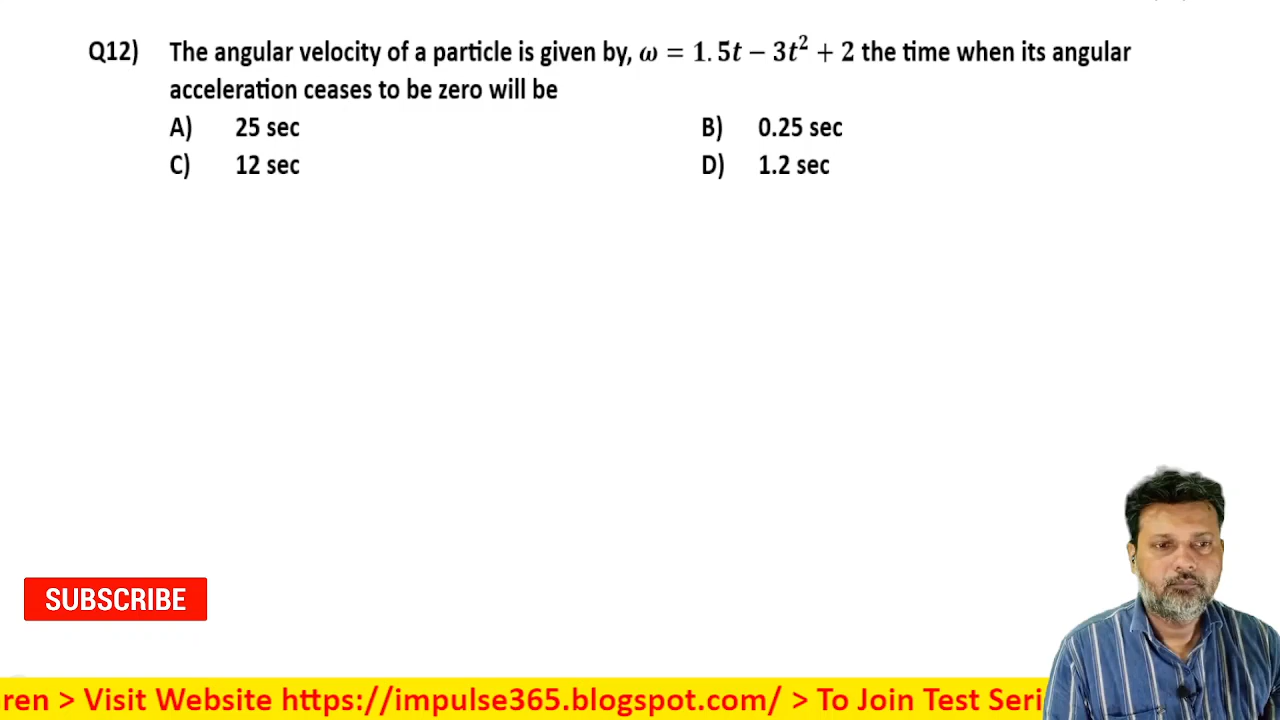 Q12) The angular velocity of a particle is given by, ω = 1.5t − 3t² + 2 the time when its angular
acceleration ceases to be zero will be
A) 25 sec B) 0.25 sec
C) 12 sec D) 1.2 sec
SUBSCRIBE
ren > Visit Website https://impulse365.blogspot.com/ > To Join Test Seri